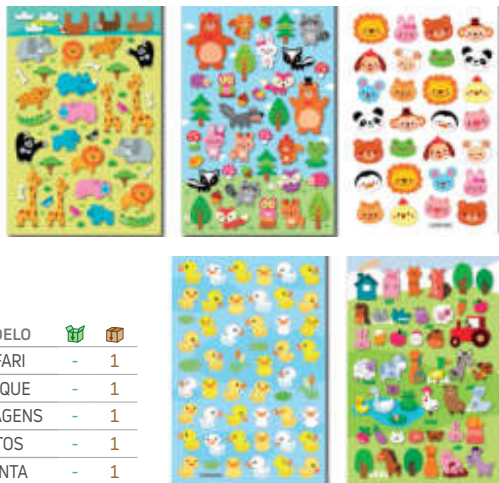 DELO
FARI - 1
QUE - 1
AGENS - 1
TOS - 1
NTA - 1